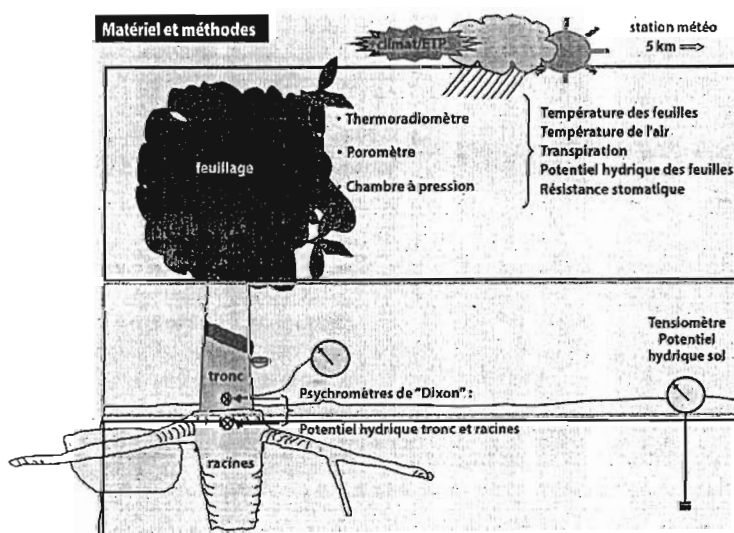 Matériel et méthodes
climat/ETP
station météo
5 km ⟹
feuillage
• Thermoradiomètre
• Poromètre
• Chambre à pression
Température des feuilles
Température de l'air
Transpiration
Potentiel hydrique des feuilles
Résistance stomatique
tronc
Psychromètres de "Dixon" :
Potentiel hydrique tronc et racines
racines
Tensiomètre
Potentiel
hydrique sol